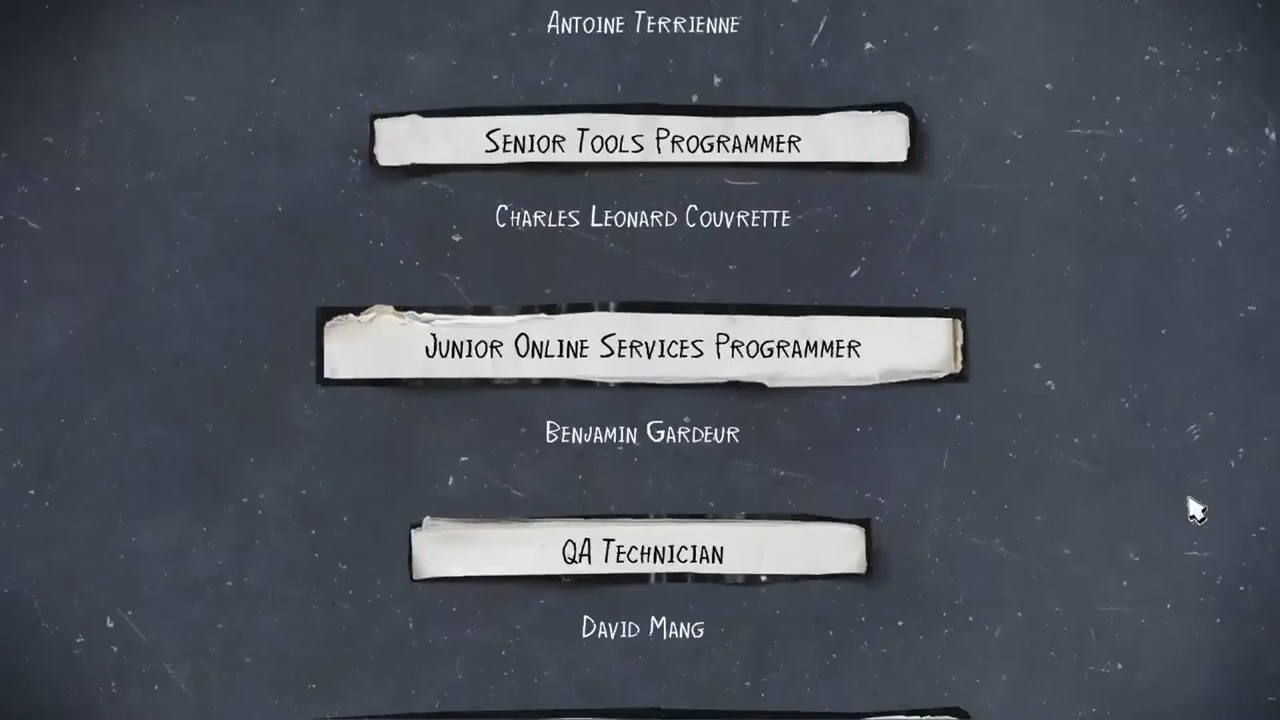 Antoine Terrienne
Senior Tools Programmer
Charles Leonard Couvrette
Junior Online Services Programmer
Benjamin Gardeur
QA Technician
David Mang